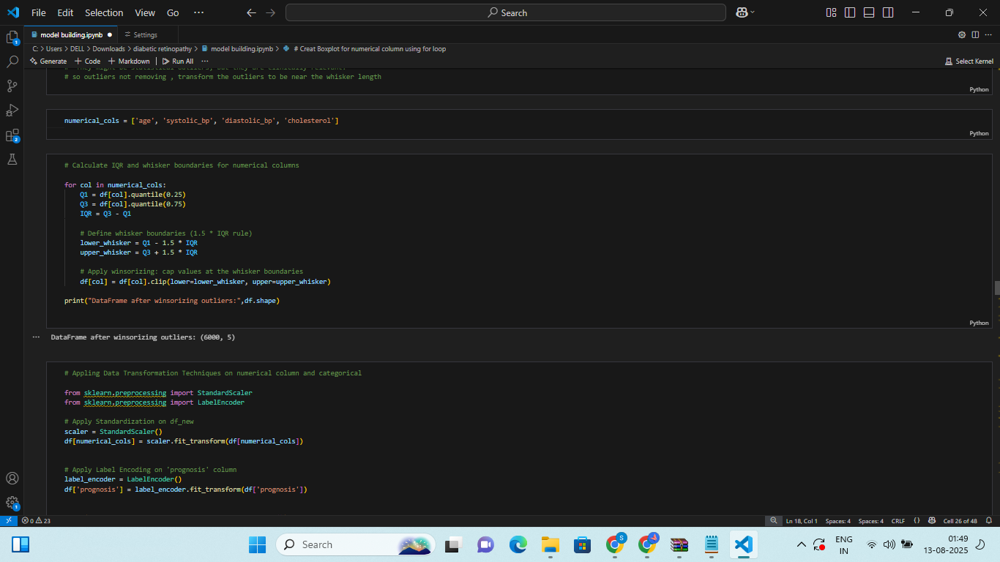 File Edit Selection View Go ··· Search
model building.ipynb Settings
C: > Users > DELL > Downloads > diabetic retinopathy > model building.ipynb > # Creat Boxplot for numerical column using for loop
Generate + Code + Markdown | Run All ··· Select Kernel
# so outliers not removing , transform the outliers to be near the whisker length
Python
numerical_cols = ['age', 'systolic_bp', 'diastolic_bp', 'cholesterol']
Python
# Calculate IQR and whisker boundaries for numerical columns
for col in numerical_cols:
    Q1 = df[col].quantile(0.25)
    Q3 = df[col].quantile(0.75)
    IQR = Q3 - Q1
    # Define whisker boundaries (1.5 * IQR rule)
    lower_whisker = Q1 - 1.5 * IQR
    upper_whisker = Q3 + 1.5 * IQR
    # Apply winsorizing: cap values at the whisker boundaries
    df[col] = df[col].clip(lower=lower_whisker, upper=upper_whisker)
print("DataFrame after winsorizing outliers:",df.shape)
Python
··· DataFrame after winsorizing outliers: (6000, 5)
# Appling Data Transformation Techniques on numerical column and categorical
from sklearn.preprocessing import StandardScaler
from sklearn.preprocessing import LabelEncoder
# Apply Standardization on df_new
scaler = StandardScaler()
df[numerical_cols] = scaler.fit_transform(df[numerical_cols])
# Apply Label Encoding on 'prognosis' column
label_encoder = LabelEncoder()
df['prognosis'] = label_encoder.fit_transform(df['prognosis'])
0 23 Ln 18, Col 1 Spaces: 4 Spaces: 4 CRLF {} Cell 26 of 48
Search
ENG
IN
01:49
13-08-2025